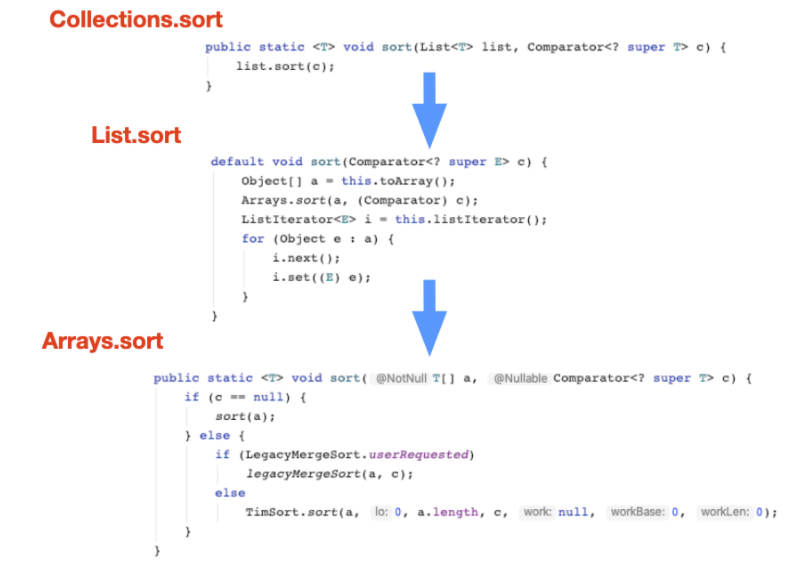 Collections.sort
public static <T> void sort(List<T> list, Comparator<? super T> c) {
list.sort(c);
}
List.sort
default void sort(Comparator<? super E> c) {
Object[] a = this.toArray();
Arrays.sort(a, (Comparator) c);
ListIterator<E> i = this.listIterator();
for (Object e : a) {
i.next();
i.set((E) e);
}
}
Arrays.sort
public static <T> void sort( @NotNull T[] a, @Nullable Comparator<? super T> c) {
if (c == null) {
sort(a);
} else {
if (LegacyMergeSort.userRequested)
legacyMergeSort(a, c);
else
TimSort.sort(a, lo: 0, a.length, c, work: null, workBase: 0, workLen: 0);
}
}